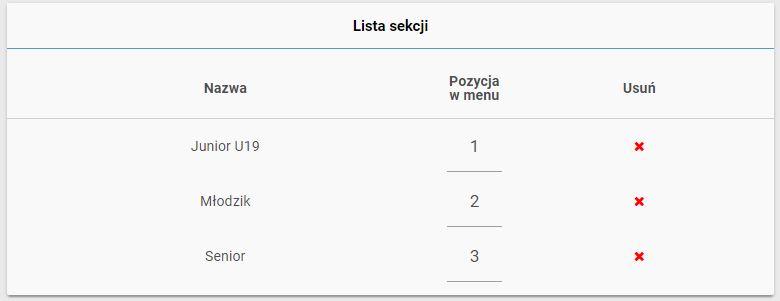 Lista sekcji
Nazwa
Pozycja
w menu
Usuń
Junior U19 1
Młodzik 2
Senior 3